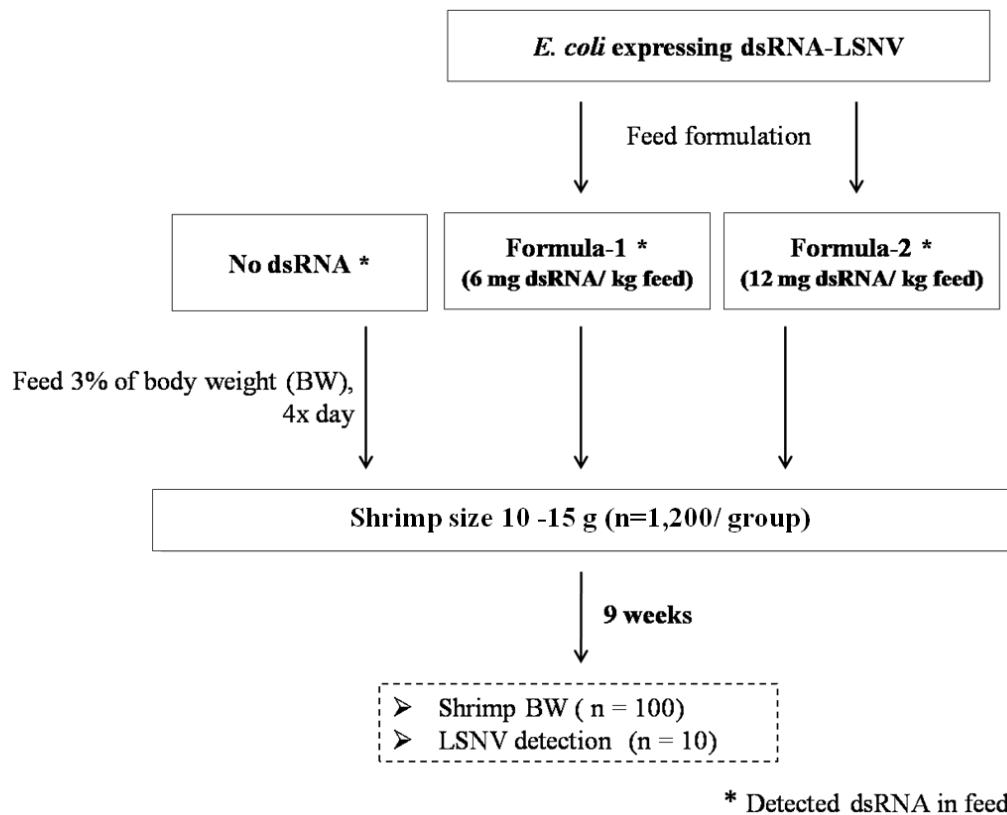 E. coli expressing dsRNA-LSNV
Feed formulation
No dsRNA *
Formula-1 *
(6 mg dsRNA/ kg feed)
Formula-2 *
(12 mg dsRNA/ kg feed)
Feed 3% of body weight (BW),
4x day
Shrimp size 10 -15 g (n=1,200/ group)
9 weeks
➢ Shrimp BW ( n = 100)
➢ LSNV detection (n = 10)
* Detected dsRNA in feed